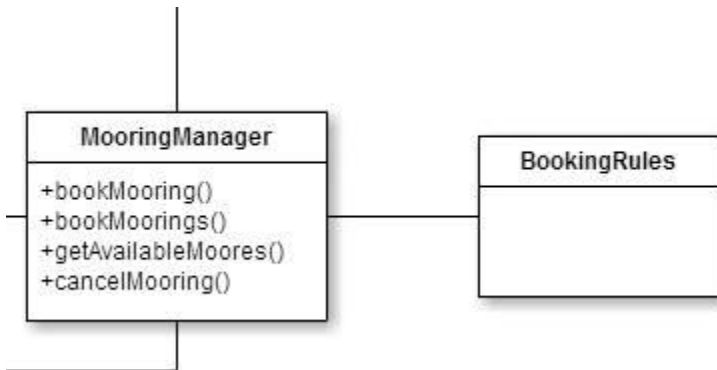 MooringManager
+bookMooring()
+bookMoorings()
+getAvailableMoores()
+cancelMooring()
BookingRules